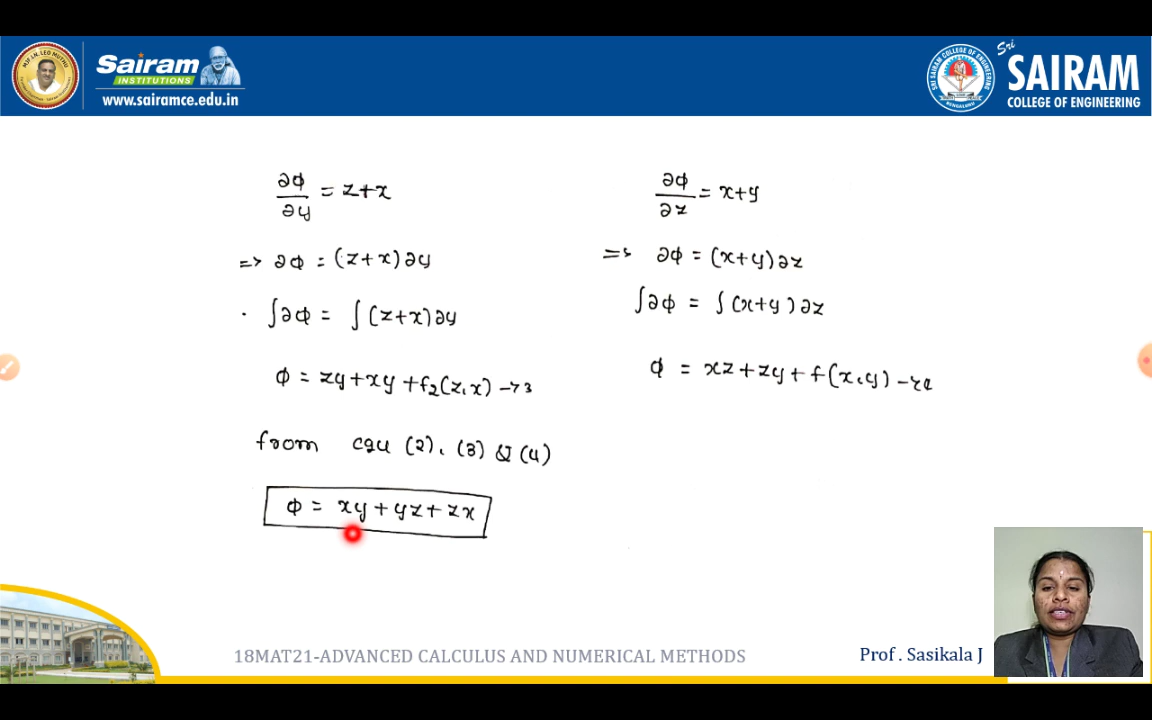 Sairam
INSTITUTIONS
www.sairamce.edu.in
Sri
SAIRAM
COLLEGE OF ENGINEERING
∂ϕ/∂y = z+x
=> ∂ϕ = (z+x)∂y
∫∂ϕ = ∫(z+x)∂y
ϕ = zy+xy+f₂(z,x) →3
∂ϕ/∂z = x+y
=> ∂ϕ = (x+y)∂z
∫∂ϕ = ∫(x+y)∂z
ϕ = xz+zy+f(x,y) →4
from equ (2), (3) & (4)
ϕ = xy+yz+zx
18MAT21-ADVANCED CALCULUS AND NUMERICAL METHODS
Prof . Sasikala J